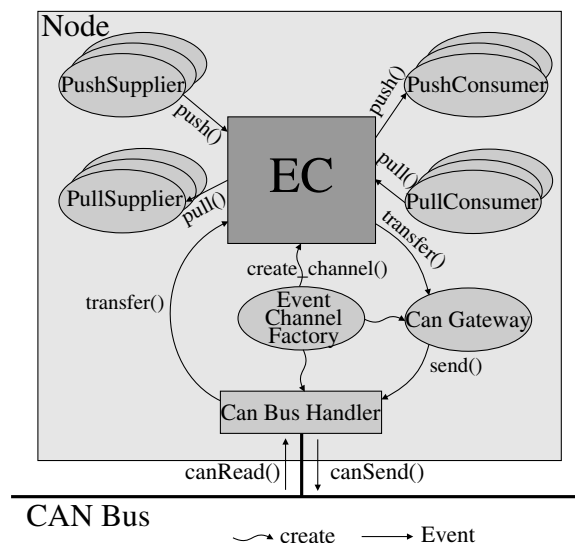 Node
PushSupplier
push()
push()
PushConsumer
EC
PullSupplier
pull()
pull()
PullConsumer
transfer()
transfer()
create_channel()
Event
Channel
Factory
Can Gateway
send()
Can Bus Handler
canRead()
canSend()
CAN Bus
create
Event